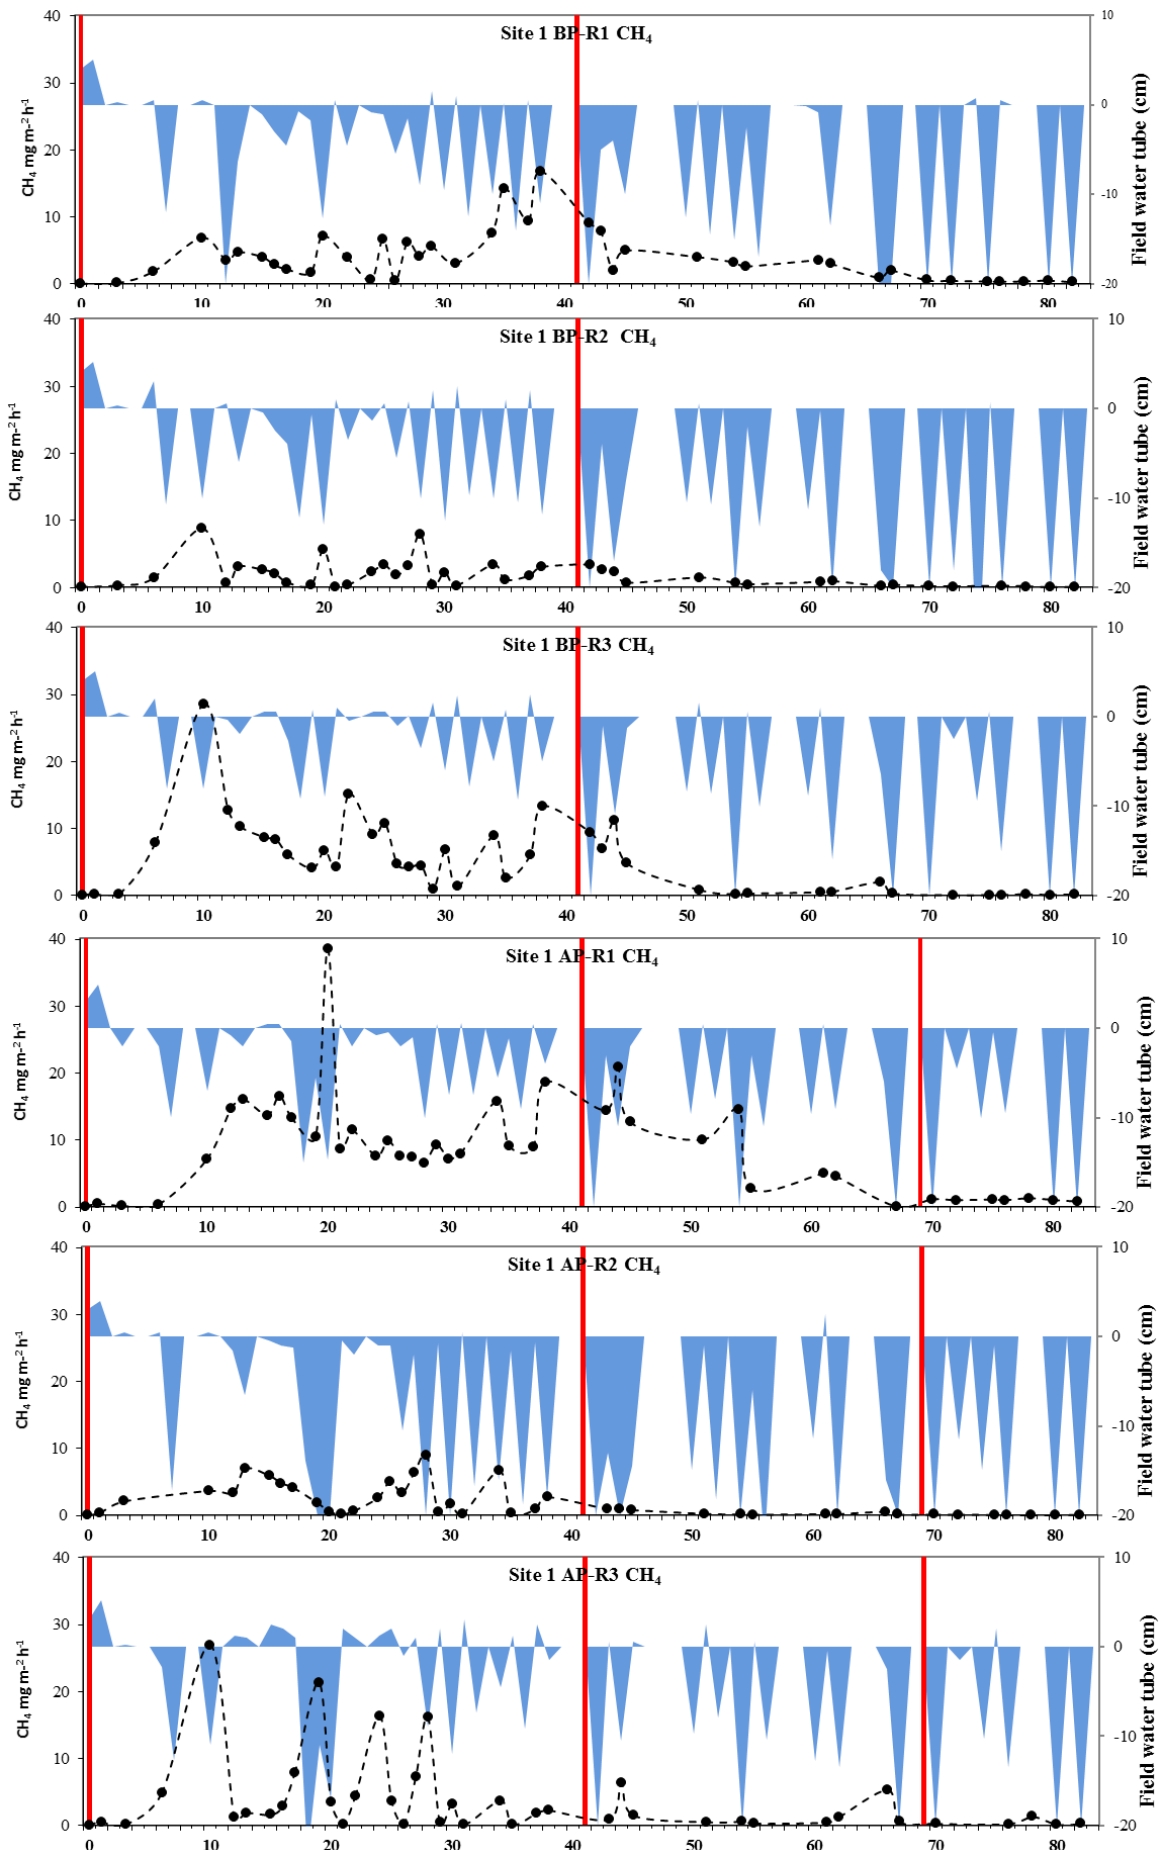 Site 1 BP-R1 CH₄
CH₄ mg m-² h-¹
40
30
20
10
0
10
0
-10
-20
Field water tube (cm)
0 10 20 30 40 50 60 70 80
Site 1 BP-R2 CH₄
CH₄ mg m-² h-¹
40
30
20
10
0
10
0
-10
-20
Field water tube (cm)
0 10 20 30 40 50 60 70 80
Site 1 BP-R3 CH₄
CH₄ mg m-² h-¹
40
30
20
10
0
10
0
-10
-20
Field water tube (cm)
0 10 20 30 40 50 60 70 80
Site 1 AP-R1 CH₄
CH₄ mg m-² h-¹
40
30
20
10
0
10
0
-10
-20
Field water tube (cm)
0 10 20 30 40 50 60 70 80
Site 1 AP-R2 CH₄
CH₄ mg m-² h-¹
40
30
20
10
0
10
0
-10
-20
Field water tube (cm)
0 10 20 30 40 50 60 70 80
Site 1 AP-R3 CH₄
CH₄ mg m-² h-¹
40
30
20
10
0
10
0
-10
-20
Field water tube (cm)
0 10 20 30 40 50 60 70 80